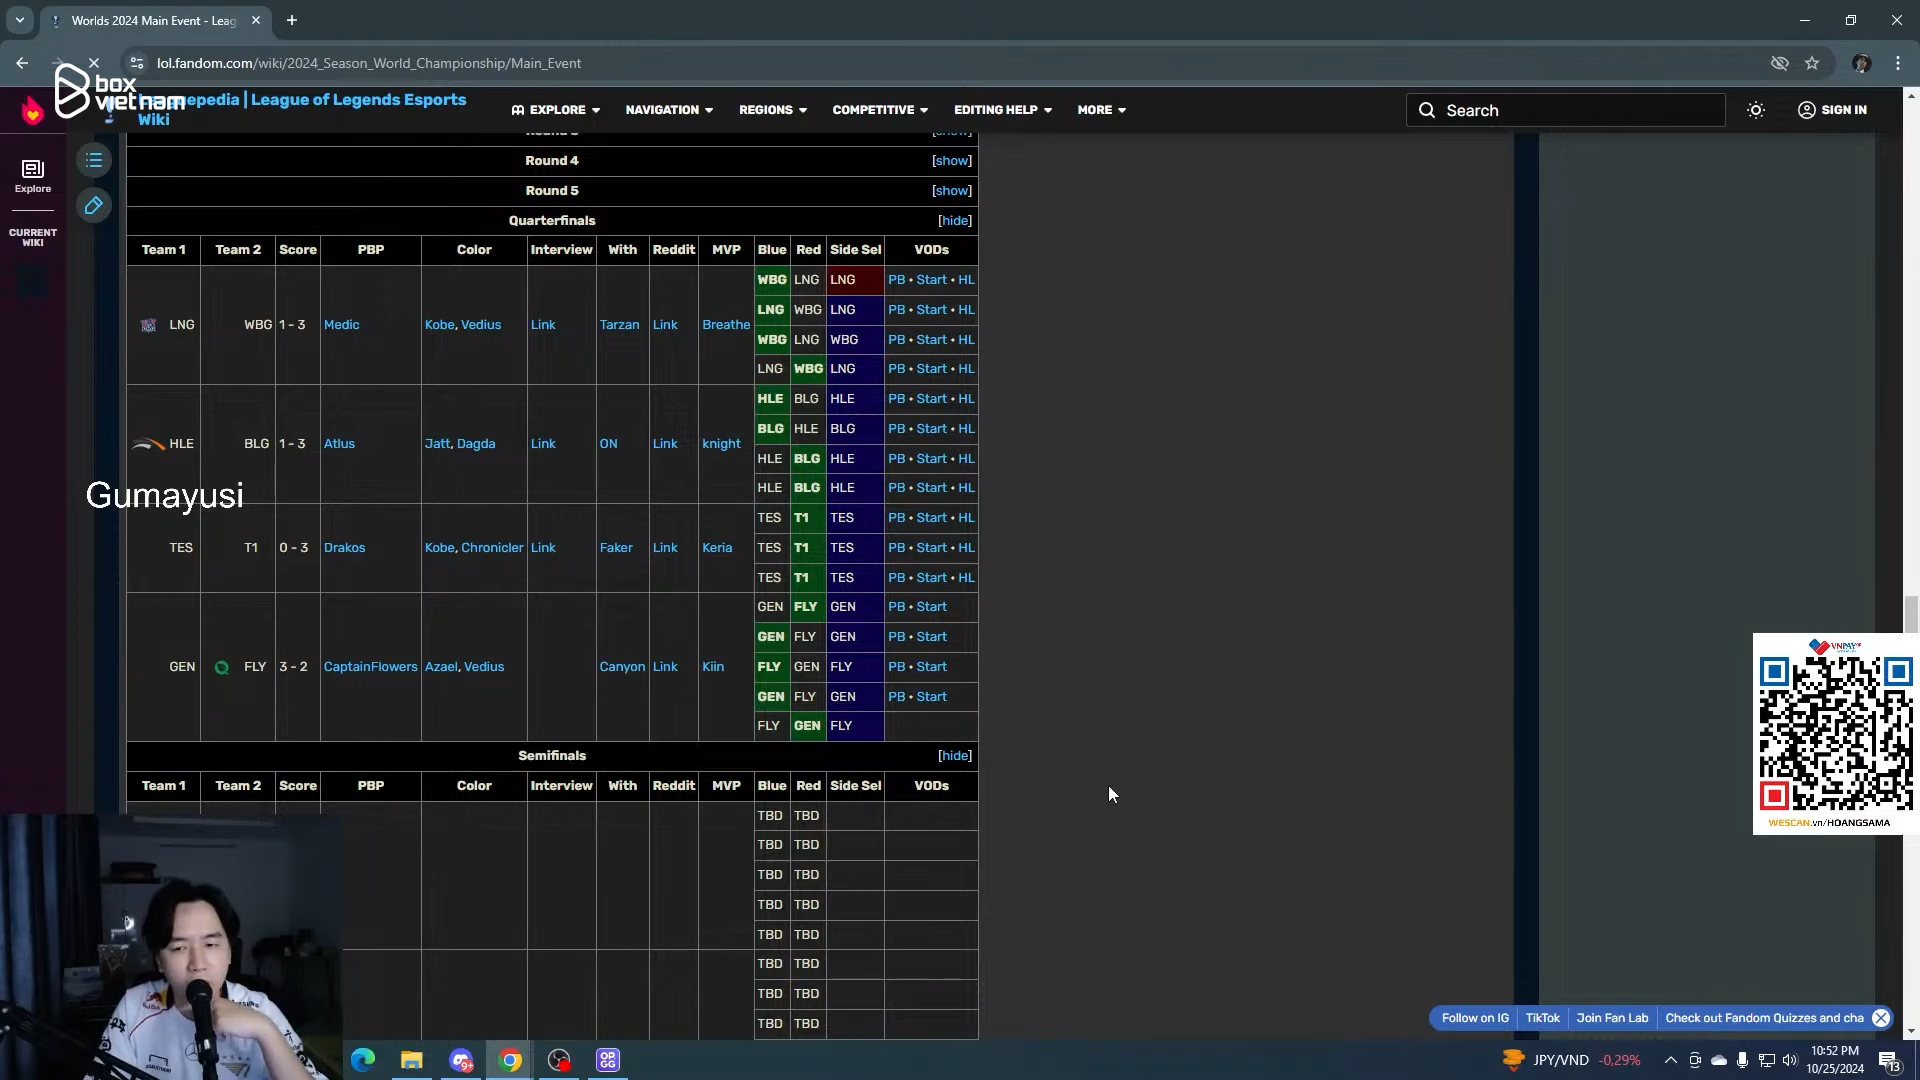 Worlds 2024 Main Event - Leag
lol.fandom.com/wiki/2024_Season_World_Championship/Main_Event
box
việt nam
Leaguepedia | League of Legends Esports
Wiki
EXPLORE
NAVIGATION
REGIONS
COMPETITIVE
EDITING HELP
MORE
Search
SIGN IN
Explore
CURRENT
WIKI
Round 4 [show]
Round 5 [show]
Quarterfinals [hide]
Team 1 Team 2 Score PBP Color Interview With Reddit MVP Blue Red Side Sel VODs
LNG WBG 1 - 3 Medic Kobe, Vedius Link Tarzan Link Breathe
WBG LNG LNG PB • Start • HL
LNG WBG LNG PB • Start • HL
WBG LNG WBG PB • Start • HL
LNG WBG LNG PB • Start • HL
HLE BLG 1 - 3 Atlus Jatt, Dagda Link ON Link knight
HLE BLG HLE PB • Start • HL
BLG HLE BLG PB • Start • HL
HLE BLG HLE PB • Start • HL
HLE BLG HLE PB • Start • HL
Gumayusi
TES T1 0 - 3 Drakos Kobe, Chronicler Link Faker Link Keria
TES T1 TES PB • Start • HL
TES T1 TES PB • Start • HL
TES T1 TES PB • Start • HL
GEN FLY 3 - 2 CaptainFlowers Azael, Vedius Canyon Link Kiin
GEN FLY GEN PB • Start
GEN FLY GEN PB • Start
FLY GEN FLY PB • Start
GEN FLY GEN PB • Start
FLY GEN FLY
Semifinals [hide]
Team 1 Team 2 Score PBP Color Interview With Reddit MVP Blue Red Side Sel VODs
TBD TBD
TBD TBD
TBD TBD
TBD TBD
TBD TBD
TBD TBD
TBD TBD
TBD TBD
VNPAY
WESCAN.vn/HOANGSAMA
Follow on IG
TikTok
Join Fan Lab
Check out Fandom Quizzes and cha
9+
OP
GG
JPY/VND -0,29%
10:52 PM
10/25/2024
13